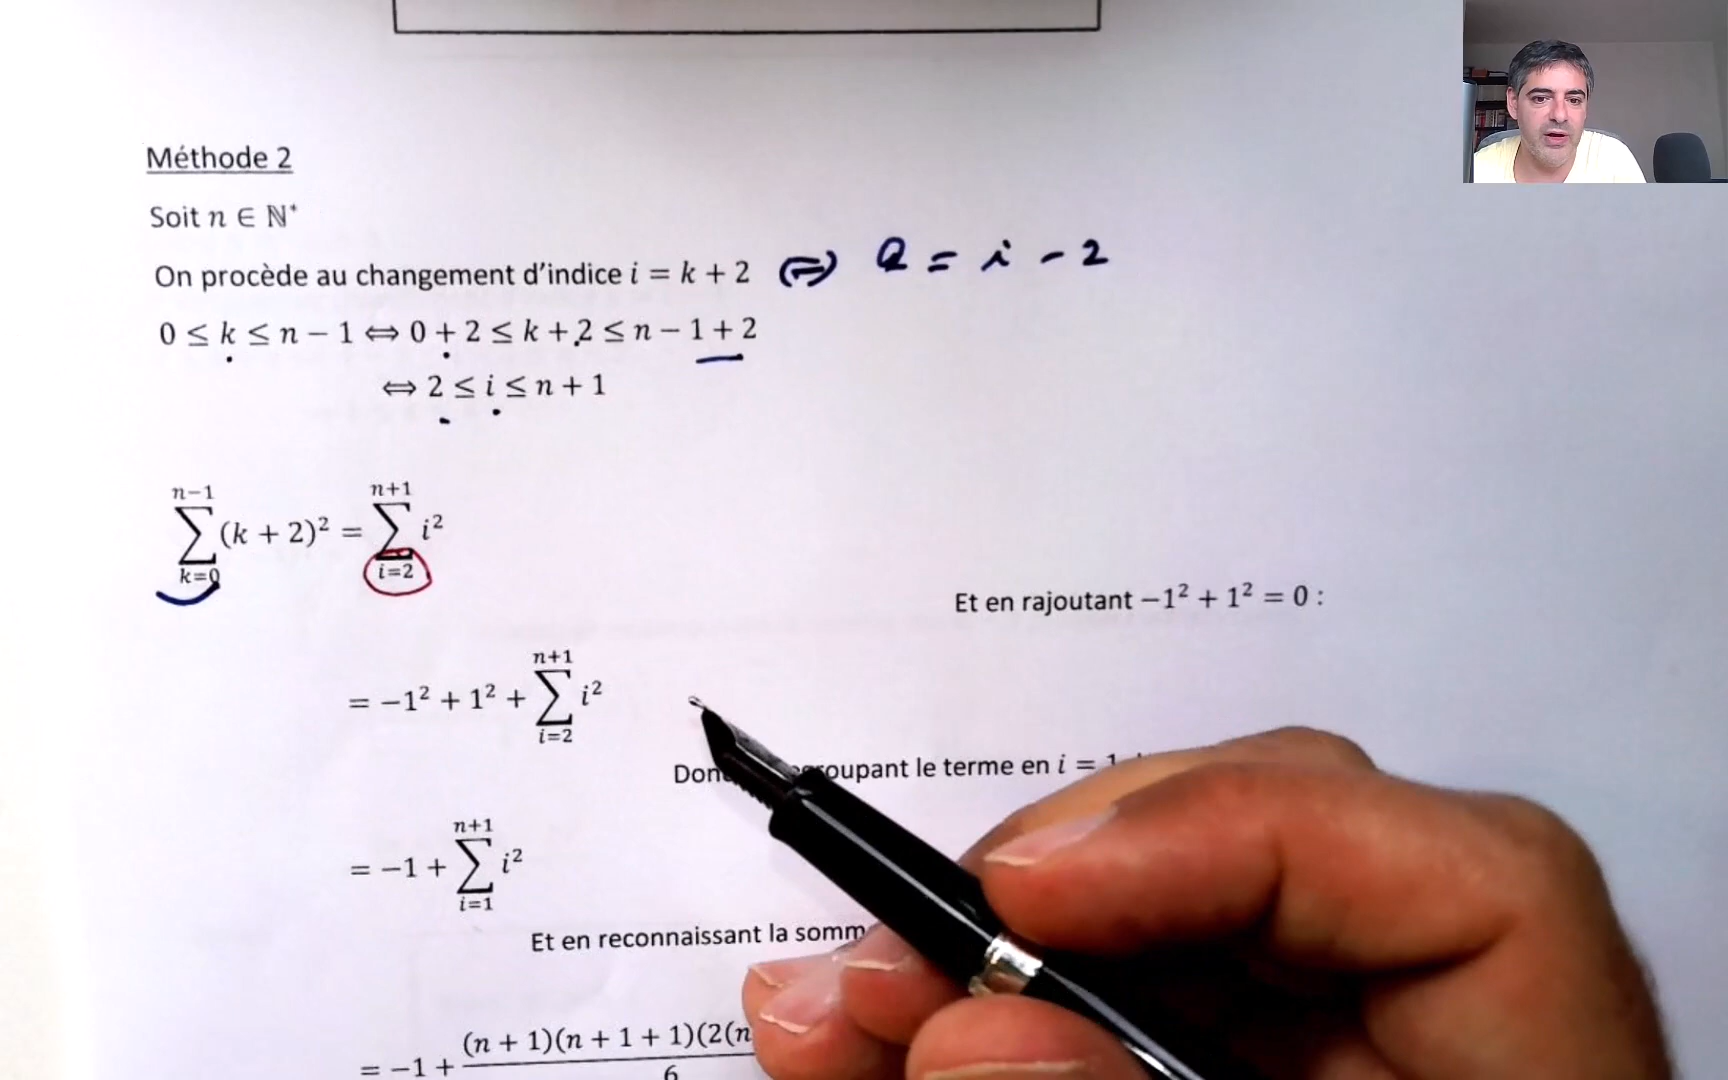 Méthode 2
Soit n ∈ ℕ*
On procède au changement d'indice i = k + 2 ⟺ k = i − 2
0 ≤ k ≤ n − 1 ⟺ 0 + 2 ≤ k + 2 ≤ n − 1 + 2
⟺ 2 ≤ i ≤ n + 1
n−1 n+1
∑ (k + 2)² = ∑ i²
k=0 i=2
Et en rajoutant −1² + 1² = 0 :
n+1
= −1² + 1² + ∑ i²
i=2
oupant le terme en i = 1
n+1
= −1 + ∑ i²
i=1
Et en reconnaissant la somm
(n + 1)(n + 1 + 1)(2(n
= −1 +
6